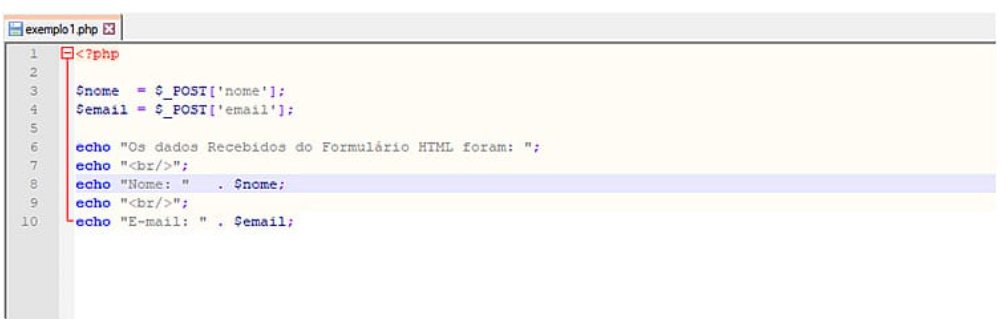 exemplo1.php
1 <?php
2
3 $nome  = $_POST['nome'];
4 $email = $_POST['email'];
5
6 echo "Os dados Recebidos do Formulário HTML foram: ";
7 echo "<br/>";
8 echo "Nome: "   . $nome;
9 echo "<br/>";
10 echo "E-mail: " . $email;